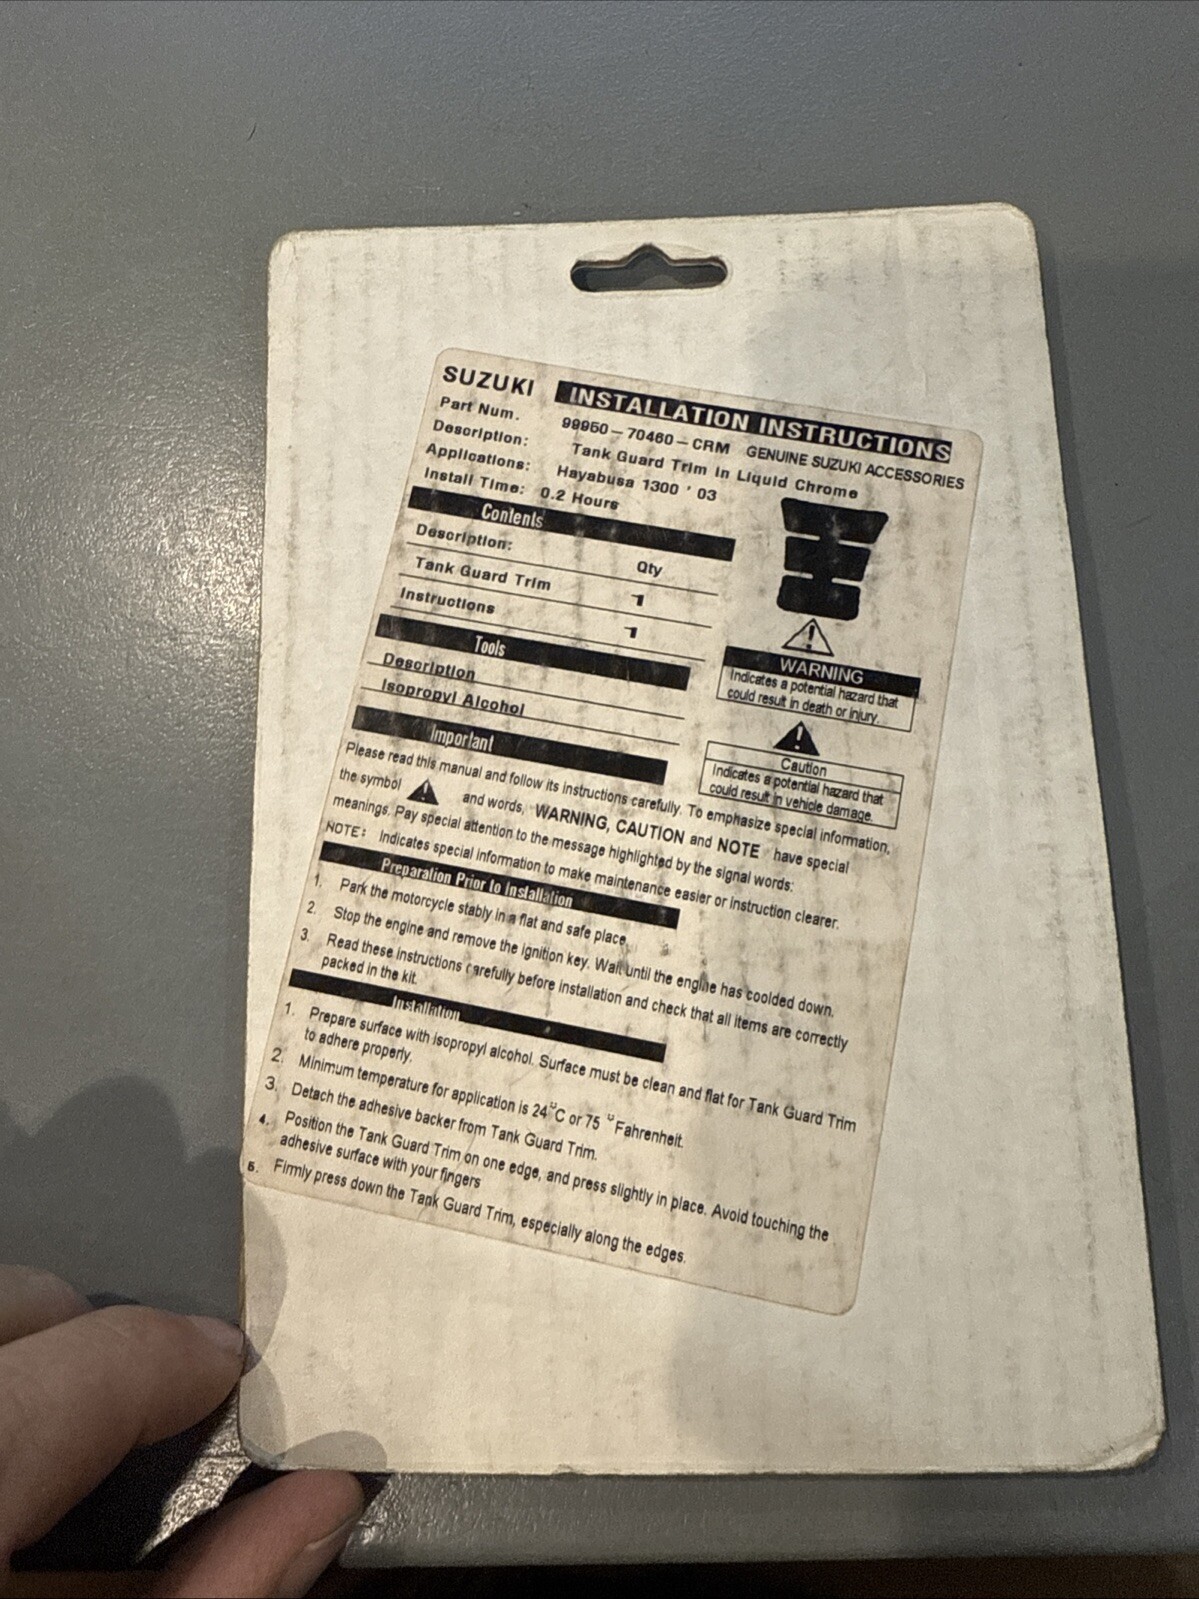 SUZUKI INSTALLATION INSTRUCTIONS
Part Num. 99950-70460-CRM GENUINE SUZUKI ACCESSORIES
Description: Tank Guard Trim in Liquid Chrome
Applications: Hayabusa 1300 '03
Install Time: 0.2 Hours
Contents
Description: Qty
Tank Guard Trim 1
Instructions 1
Tools
Description
Isopropyl Alcohol
WARNING
Indicates a potential hazard that
could result in death or injury.
Caution
Indicates a potential hazard that
could result in vehicle damage.
Important
Please read this manual and follow its instructions carefully. To emphasize special information,
the symbol and words, WARNING, CAUTION and NOTE have special
meanings. Pay special attention to the message highlighted by the signal words:
NOTE: Indicates special information to make maintenance easier or instruction clearer.
Preparation Prior to Installation
1. Park the motorcycle stably in a flat and safe place.
2. Stop the engine and remove the ignition key. Wait until the engine has coolded down.
3. Read these instructions carefully before installation and check that all items are correctly
packed in the kit.
Installation
1. Prepare surface with isopropyl alcohol. Surface must be clean and flat for Tank Guard Trim
to adhere properly.
2. Minimum temperature for application is 24°C or 75 °Fahrenheit.
3. Detach the adhesive backer from Tank Guard Trim.
4. Position the Tank Guard Trim on one edge, and press slightly in place. Avoid touching the
adhesive surface with your fingers
5. Firmly press down the Tank Guard Trim, especially along the edges.